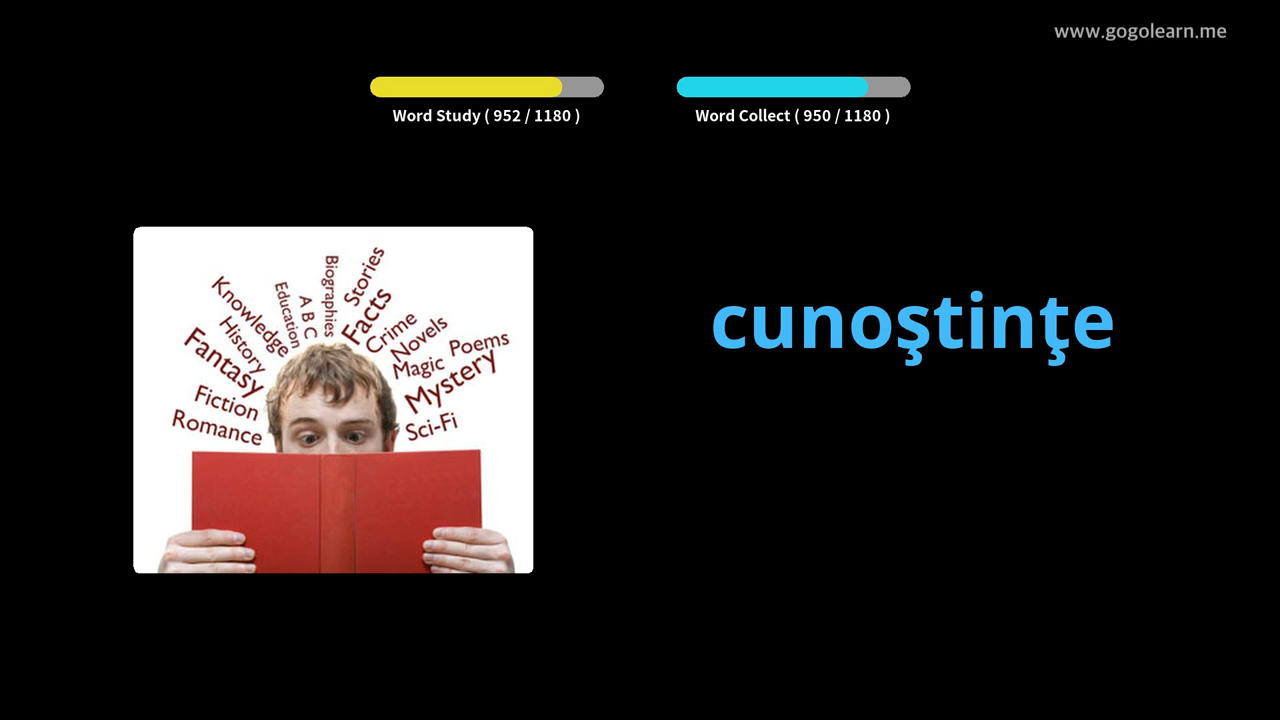 www.gogolearn.me
Word Study ( 952 / 1180 )
Word Collect ( 950 / 1180 )
Romance
Fiction
Fantasy
History
Knowledge
Education
A B C
Biographies
Stories
Facts
Crime
Novels
Magic
Poems
Mystery
Sci-Fi
cunoştinţe